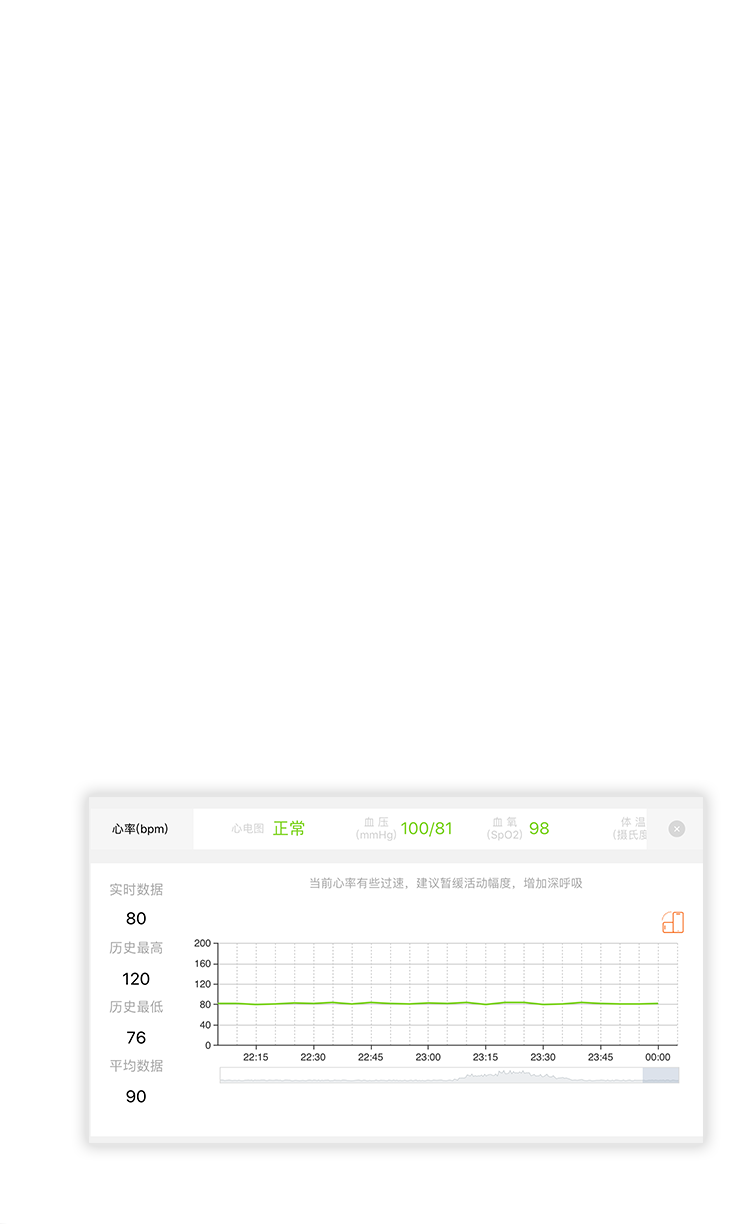 心率(bpm)
心电图 正常
血 压
(mmHg) 100/81
血 氧
(SpO2) 98
体 温
(摄氏度
当前心率有些过速，建议暂缓活动幅度，增加深呼吸
实时数据
80
历史最高
120
历史最低
76
平均数据
90
200
160
120
80
40
0
22:15 22:30 22:45 23:00 23:15 23:30 23:45 00:00